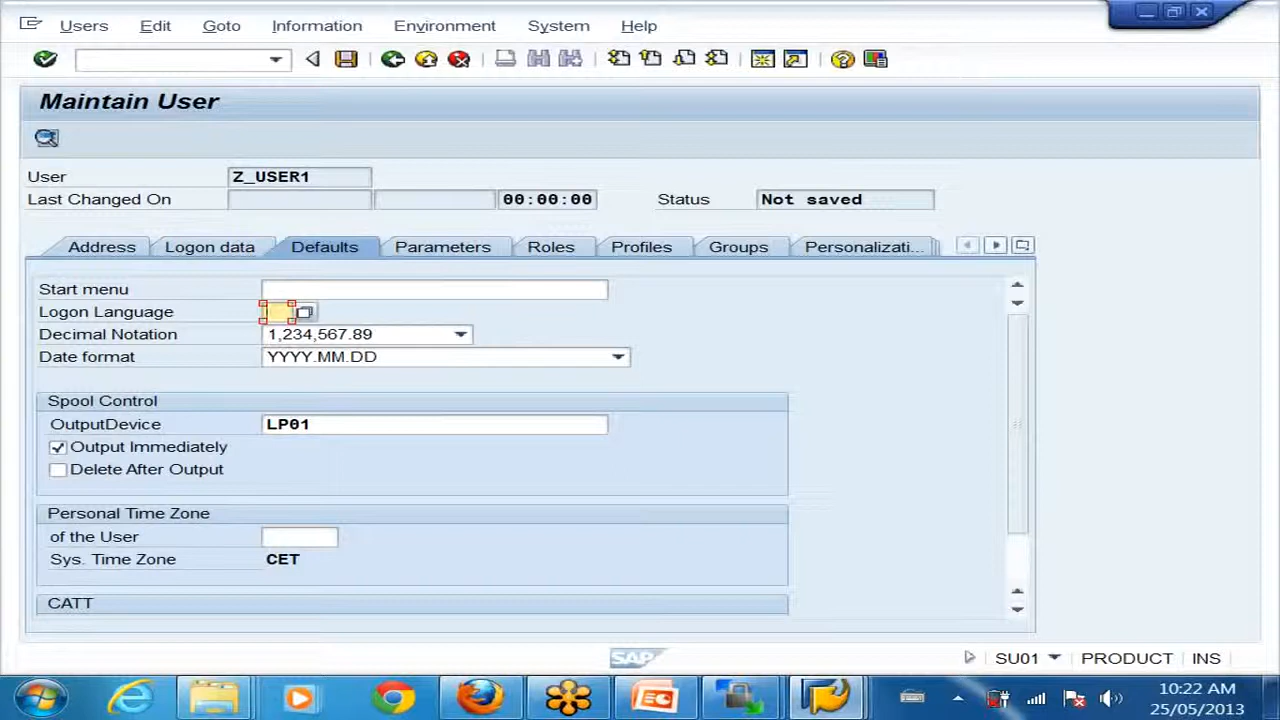 Users Edit Goto Information Environment System Help
Maintain User
User Z_USER1
Last Changed On 00:00:00 Status Not saved
Address Logon data Defaults Parameters Roles Profiles Groups Personalizati...
Start menu
Logon Language
Decimal Notation 1,234,567.89
Date format YYYY.MM.DD
Spool Control
OutputDevice LP01
Output Immediately
Delete After Output
Personal Time Zone
of the User
Sys. Time Zone CET
CATT
SAP SU01 PRODUCT INS
10:22 AM
25/05/2013